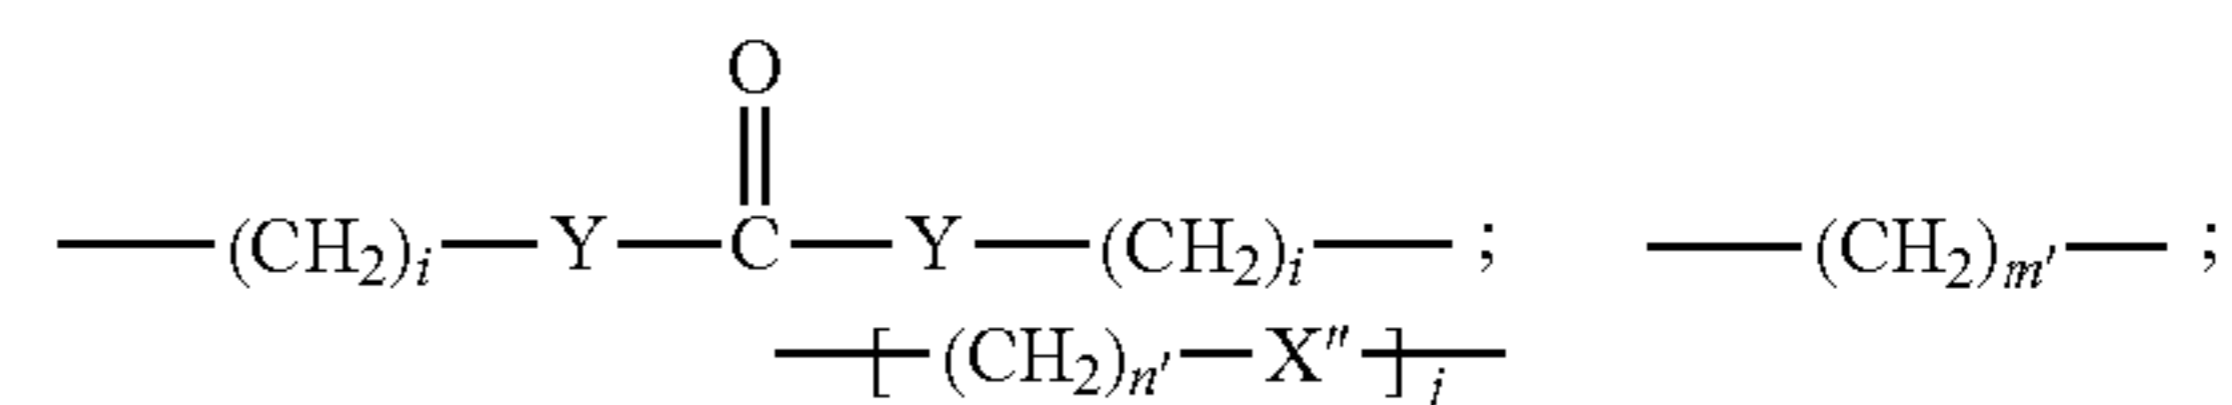 O
—(CH₂)ᵢ—Y—C—Y—(CH₂)ᵢ— ; —(CH₂)m′— ;
—[(CH₂)n′—X″]ⱼ—